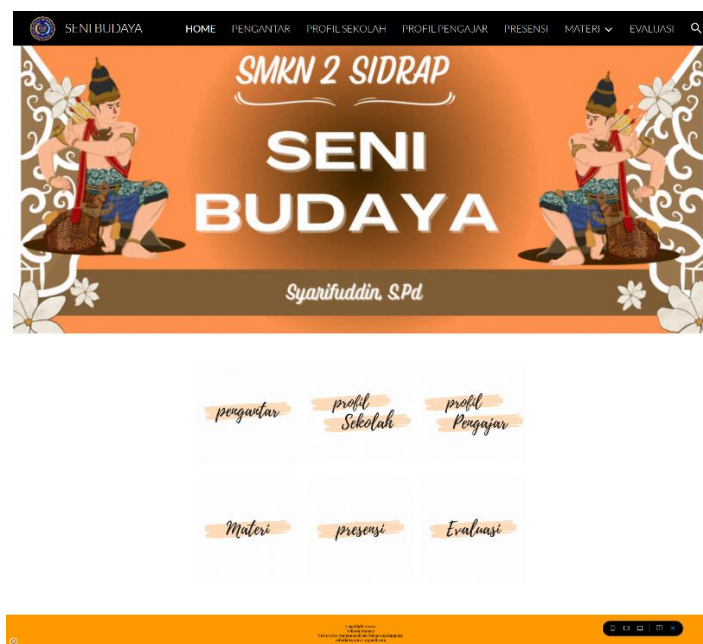 SENI BUDAYA
HOME PENGANTAR PROFIL SEKOLAH PROFIL PENGAJAR PRESENSI MATERI EVALUASI
SMKN 2 SIDRAP
SENI
BUDAYA
Syarifuddin, S.Pd
pengantar
profil
Sekolah
profil
Pengajar
Materi
presensi
Evaluasi